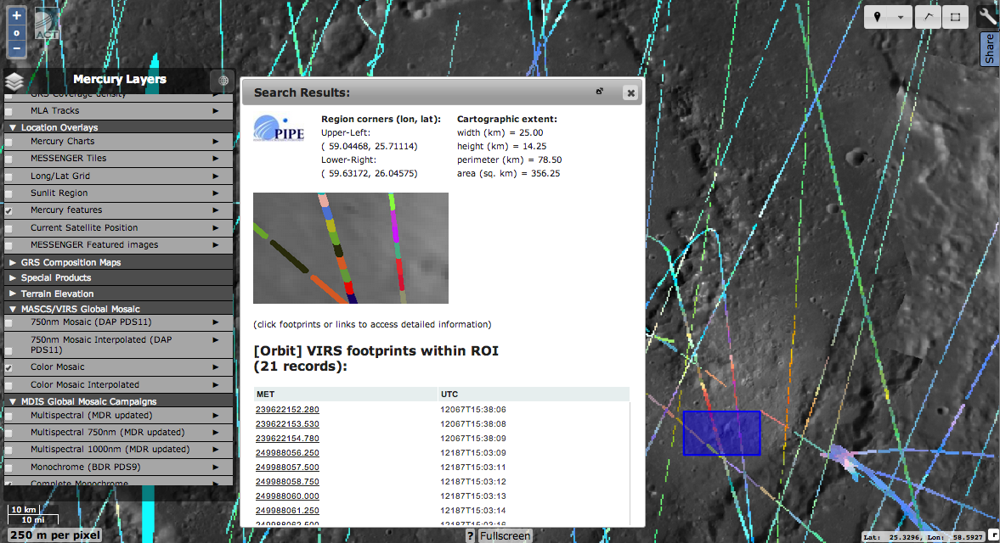 +
o
−
ACT
Share
Mercury Layers
GRS Coverage density
MLA Tracks
Location Overlays
Mercury Charts
MESSENGER Tiles
Long/Lat Grid
Sunlit Region
Mercury features
Current Satellite Position
MESSENGER Featured images
GRS Composition Maps
Special Products
Terrain Elevation
MASCS/VIRS Global Mosaic
750nm Mosaic (DAP PDS11)
750nm Mosaic Interpolated (DAP
PDS11)
Color Mosaic
Color Mosaic Interpolated
MDIS Global Mosaic Campaigns
Multispectral (MDR updated)
Multispectral 750nm (MDR updated)
Multispectral 1000nm (MDR updated)
Monochrome (BDR PDS9)
Complete Monochrome
10 km
10 mi
250 m per pixel
Search Results:
PIPE
Region corners (lon, lat):
Upper-Left:
( 59.04468, 25.71114)
Lower-Right:
( 59.63172, 26.04575)
Cartographic extent:
width (km) = 25.00
height (km) = 14.25
perimeter (km) = 78.50
area (sq. km) = 356.25
(click footprints or links to access detailed information)
[Orbit] VIRS footprints within ROI
(21 records):
MET UTC
239622152.280 12067T15:38:06
239622153.530 12067T15:38:08
239622154.780 12067T15:38:09
249988056.250 12187T15:03:09
249988057.500 12187T15:03:11
249988058.750 12187T15:03:12
249988060.000 12187T15:03:13
249988061.250 12187T15:03:14
249988062.500 12187T15:03:16
? Fullscreen
Lat: 25.3296, Lon: 58.5927
r